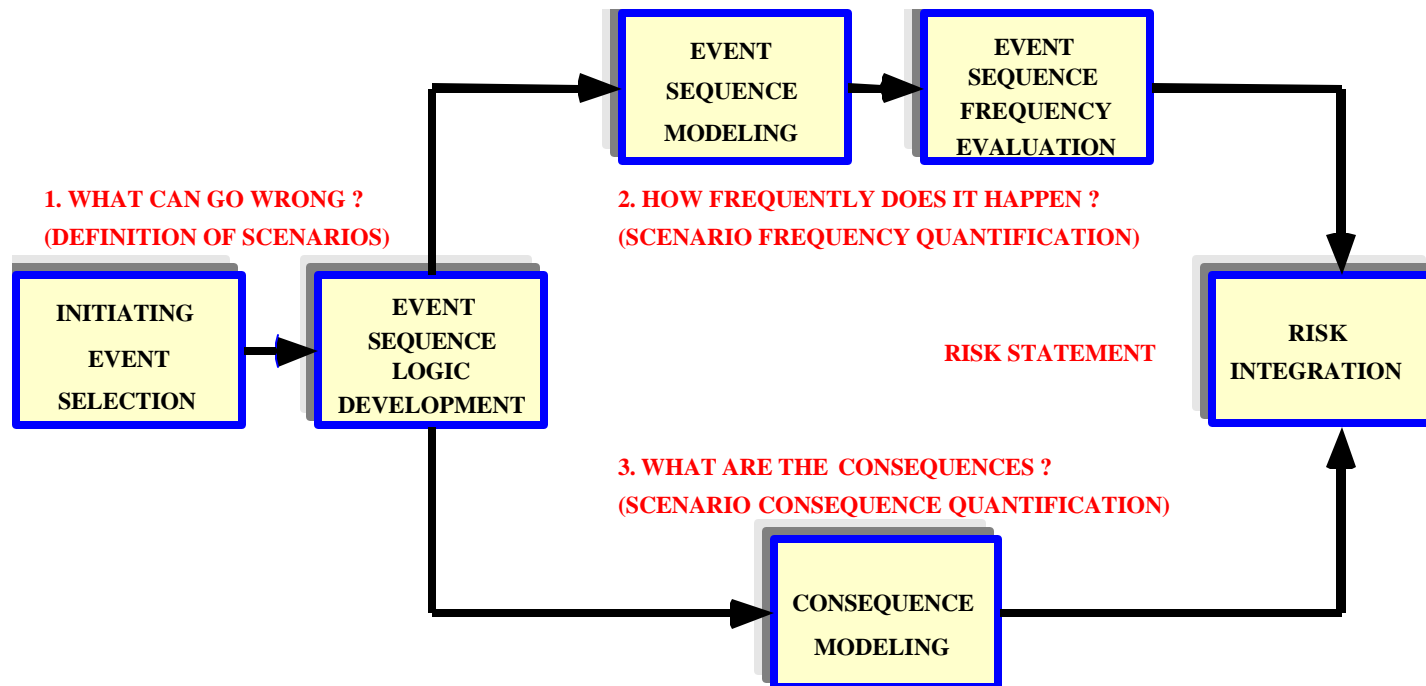 EVENT
SEQUENCE
MODELING
EVENT
SEQUENCE
FREQUENCY
EVALUATION
1. WHAT CAN GO WRONG ?
(DEFINITION OF SCENARIOS)
2. HOW FREQUENTLY DOES IT HAPPEN ?
(SCENARIO FREQUENCY QUANTIFICATION)
INITIATING
EVENT
SELECTION
EVENT
SEQUENCE
LOGIC
DEVELOPMENT
RISK STATEMENT
RISK
INTEGRATION
3. WHAT ARE THE CONSEQUENCES ?
(SCENARIO CONSEQUENCE QUANTIFICATION)
CONSEQUENCE
MODELING